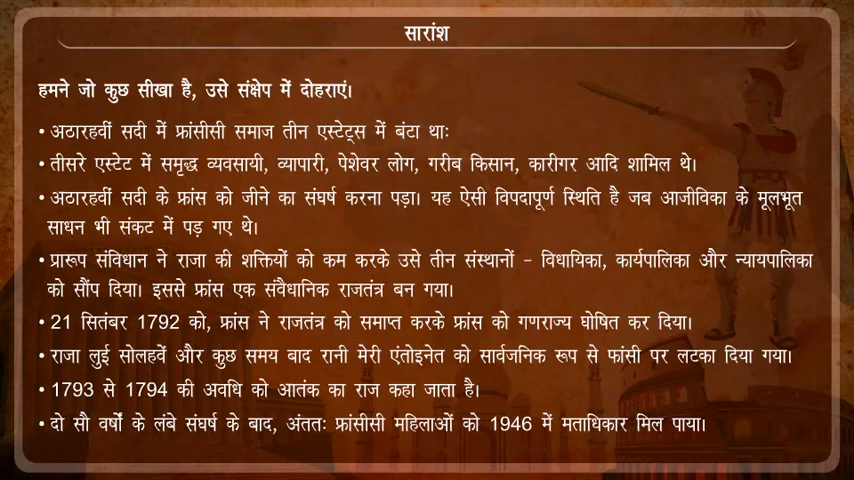 सारांश
हमने जो कुछ सीखा है, उसे संक्षेप में दोहराएं।
• अठारहवीं सदी में फ्रांसीसी समाज तीन एस्टेट्स में बंटा थाः
• तीसरे एस्टेट में समृद्ध व्यवसायी, व्यापारी, पेशेवर लोग, गरीब किसान, कारीगर आदि शामिल थे।
• अठारहवीं सदी के फ्रांस को जीने का संघर्ष करना पड़ा। यह ऐसी विपदापूर्ण स्थिति है जब आजीविका के मूलभूत
साधन भी संकट में पड़ गए थे।
• प्रारूप संविधान ने राजा की शक्तियों को कम करके उसे तीन संस्थानों - विधायिका, कार्यपालिका और न्यायपालिका
को सौंप दिया। इससे फ्रांस एक संवैधानिक राजतंत्र बन गया।
• 21 सितंबर 1792 को, फ्रांस ने राजतंत्र को समाप्त करके फ्रांस को गणराज्य घोषित कर दिया।
• राजा लुई सोलहवें और कुछ समय बाद रानी मेरी एंतोइनेत को सार्वजनिक रूप से फांसी पर लटका दिया गया।
• 1793 से 1794 की अवधि को आतंक का राज कहा जाता है।
• दो सौ वर्षों के लंबे संघर्ष के बाद, अंततः फ्रांसीसी महिलाओं को 1946 में मताधिकार मिल पाया।